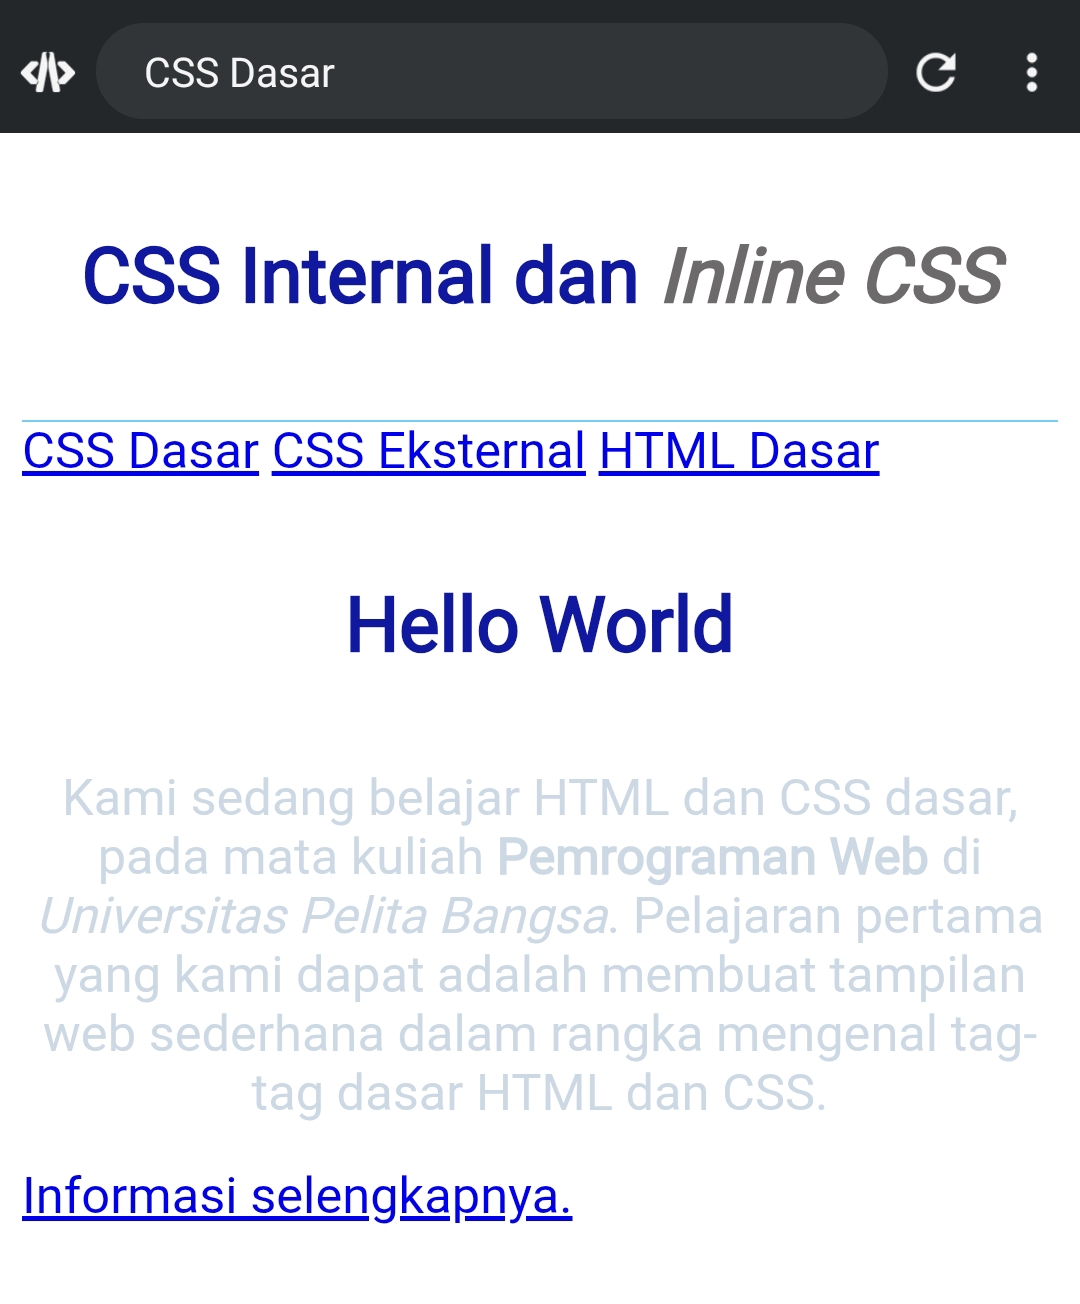 CSS Dasar
CSS Internal dan Inline CSS
CSS Dasar CSS Eksternal HTML Dasar
Hello World
Kami sedang belajar HTML dan CSS dasar,
pada mata kuliah Pemrograman Web di
Universitas Pelita Bangsa. Pelajaran pertama
yang kami dapat adalah membuat tampilan
web sederhana dalam rangka mengenal tag-
tag dasar HTML dan CSS.
Informasi selengkapnya.